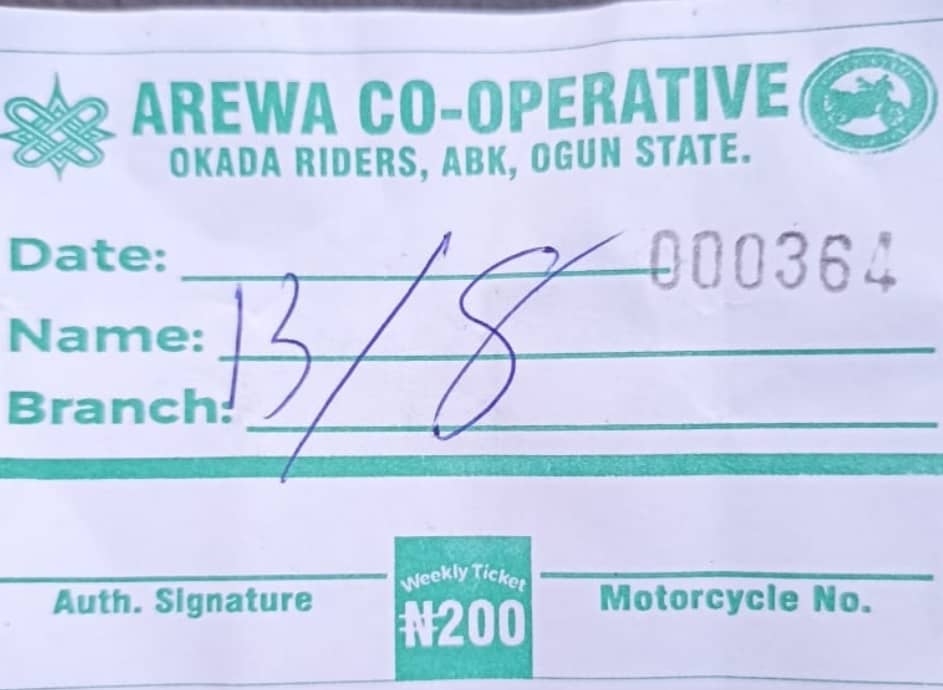 AREWA CO-OPERATIVE
OKADA RIDERS, ABK, OGUN STATE.
Date: 000364
Name:
Branch:
13/8
Weekly Ticket
₦200
Auth. Signature
Motorcycle No.